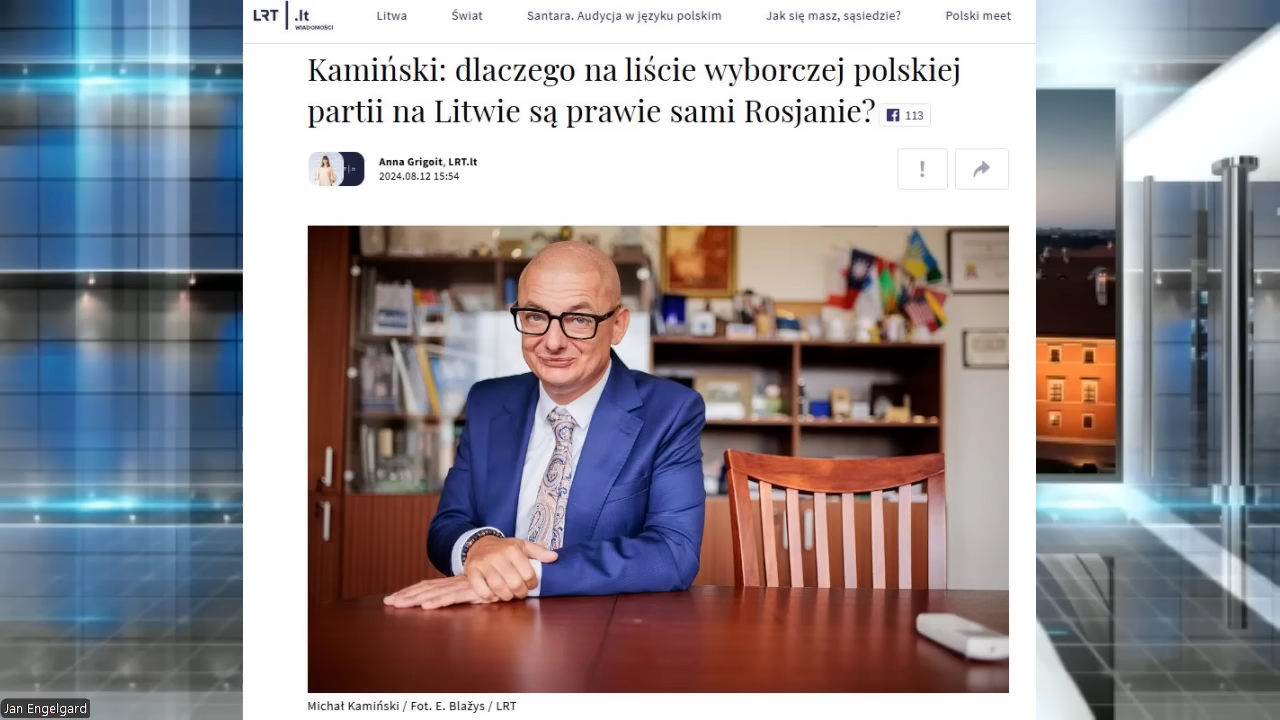 LRT .lt
WIADOMOŚCI
Litwa Świat Santara. Audycja w języku polskim Jak się masz, sąsiedzie? Polski meet
Kamiński: dlaczego na liście wyborczej polskiej
partii na Litwie są prawie sami Rosjanie? 113
Anna Grigoit, LRT.lt
2024.08.12 15:54
Michał Kamiński / Fot. E. Blažys / LRT
Jan Engelgard